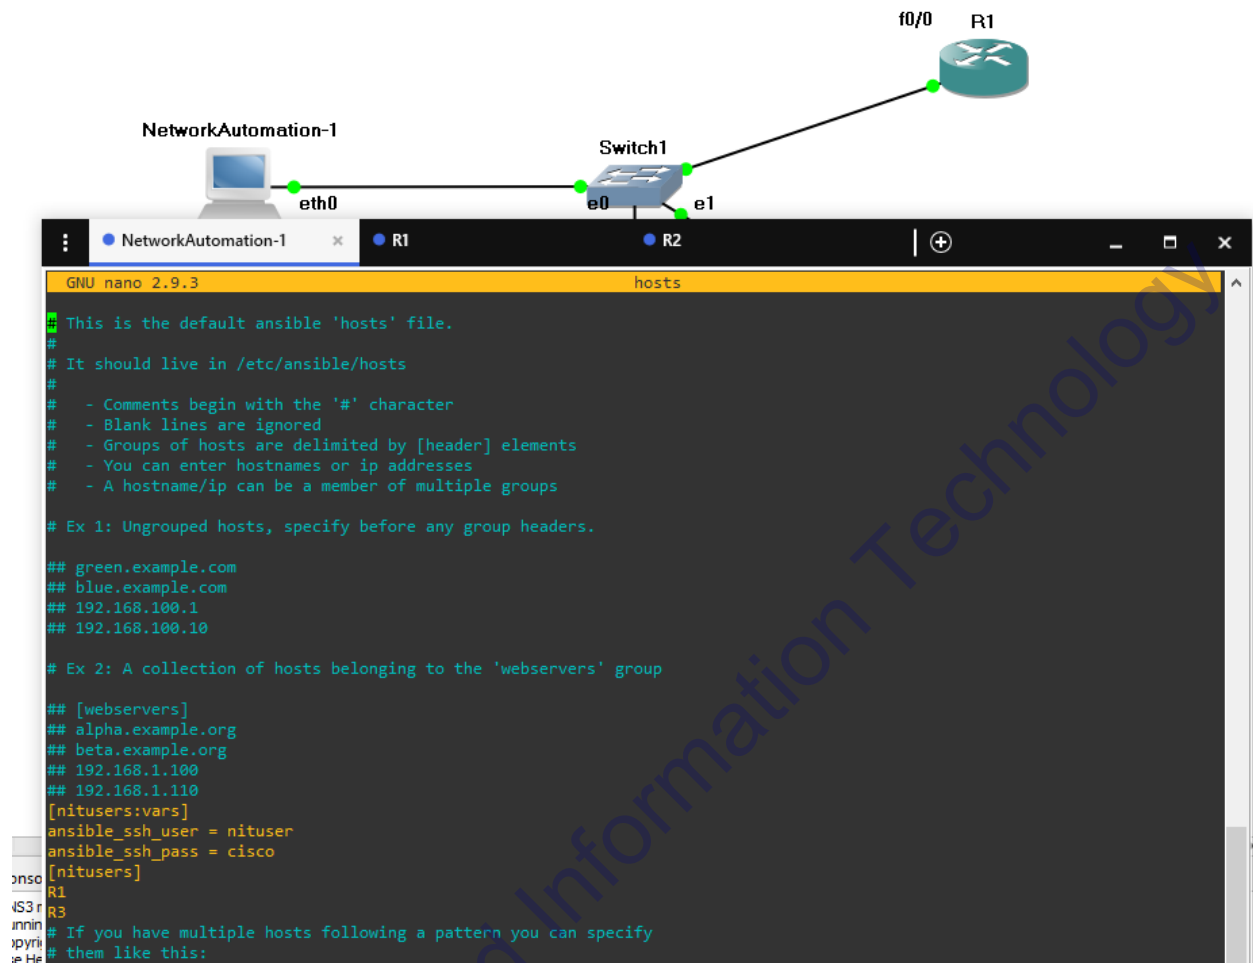 f0/0 R1
NetworkAutomation-1
Switch1
eth0
e0
e1
NetworkAutomation-1 × R1 R2
GNU nano 2.9.3 hosts
# This is the default ansible 'hosts' file.
#
# It should live in /etc/ansible/hosts
#
#   - Comments begin with the '#' character
#   - Blank lines are ignored
#   - Groups of hosts are delimited by [header] elements
#   - You can enter hostnames or ip addresses
#   - A hostname/ip can be a member of multiple groups
# Ex 1: Ungrouped hosts, specify before any group headers.
## green.example.com
## blue.example.com
## 192.168.100.1
## 192.168.100.10
# Ex 2: A collection of hosts belonging to the 'webservers' group
## [webservers]
## alpha.example.org
## beta.example.org
## 192.168.1.100
## 192.168.1.110
[nitusers:vars]
ansible_ssh_user = nituser
ansible_ssh_pass = cisco
[nitusers]
R1
R3
# If you have multiple hosts following a pattern you can specify
# them like this:
Information Technology